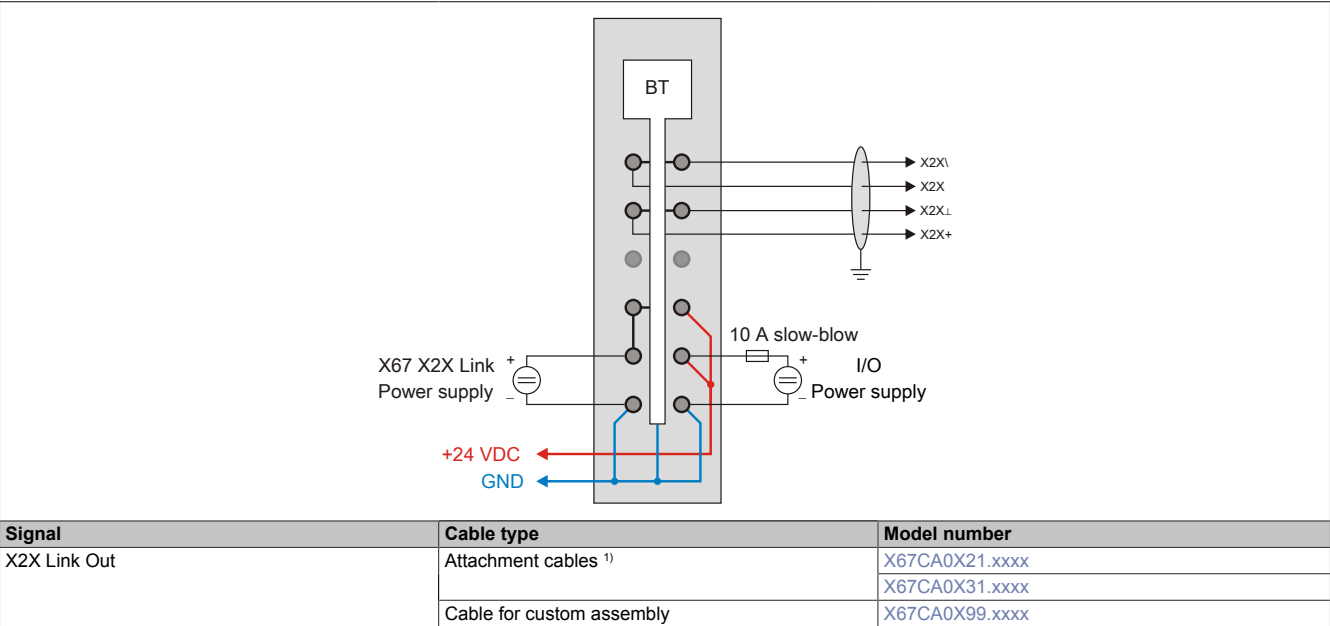 BT
X2X\
X2X
X2X⊥
X2X+
10 A slow-blow
X67 X2X Link
Power supply
+
_
+
_
I/O
Power supply
+24 VDC
GND
Signal Cable type Model number
X2X Link Out Attachment cables 1) X67CA0X21.xxxx
X67CA0X31.xxxx
Cable for custom assembly X67CA0X99.xxxx